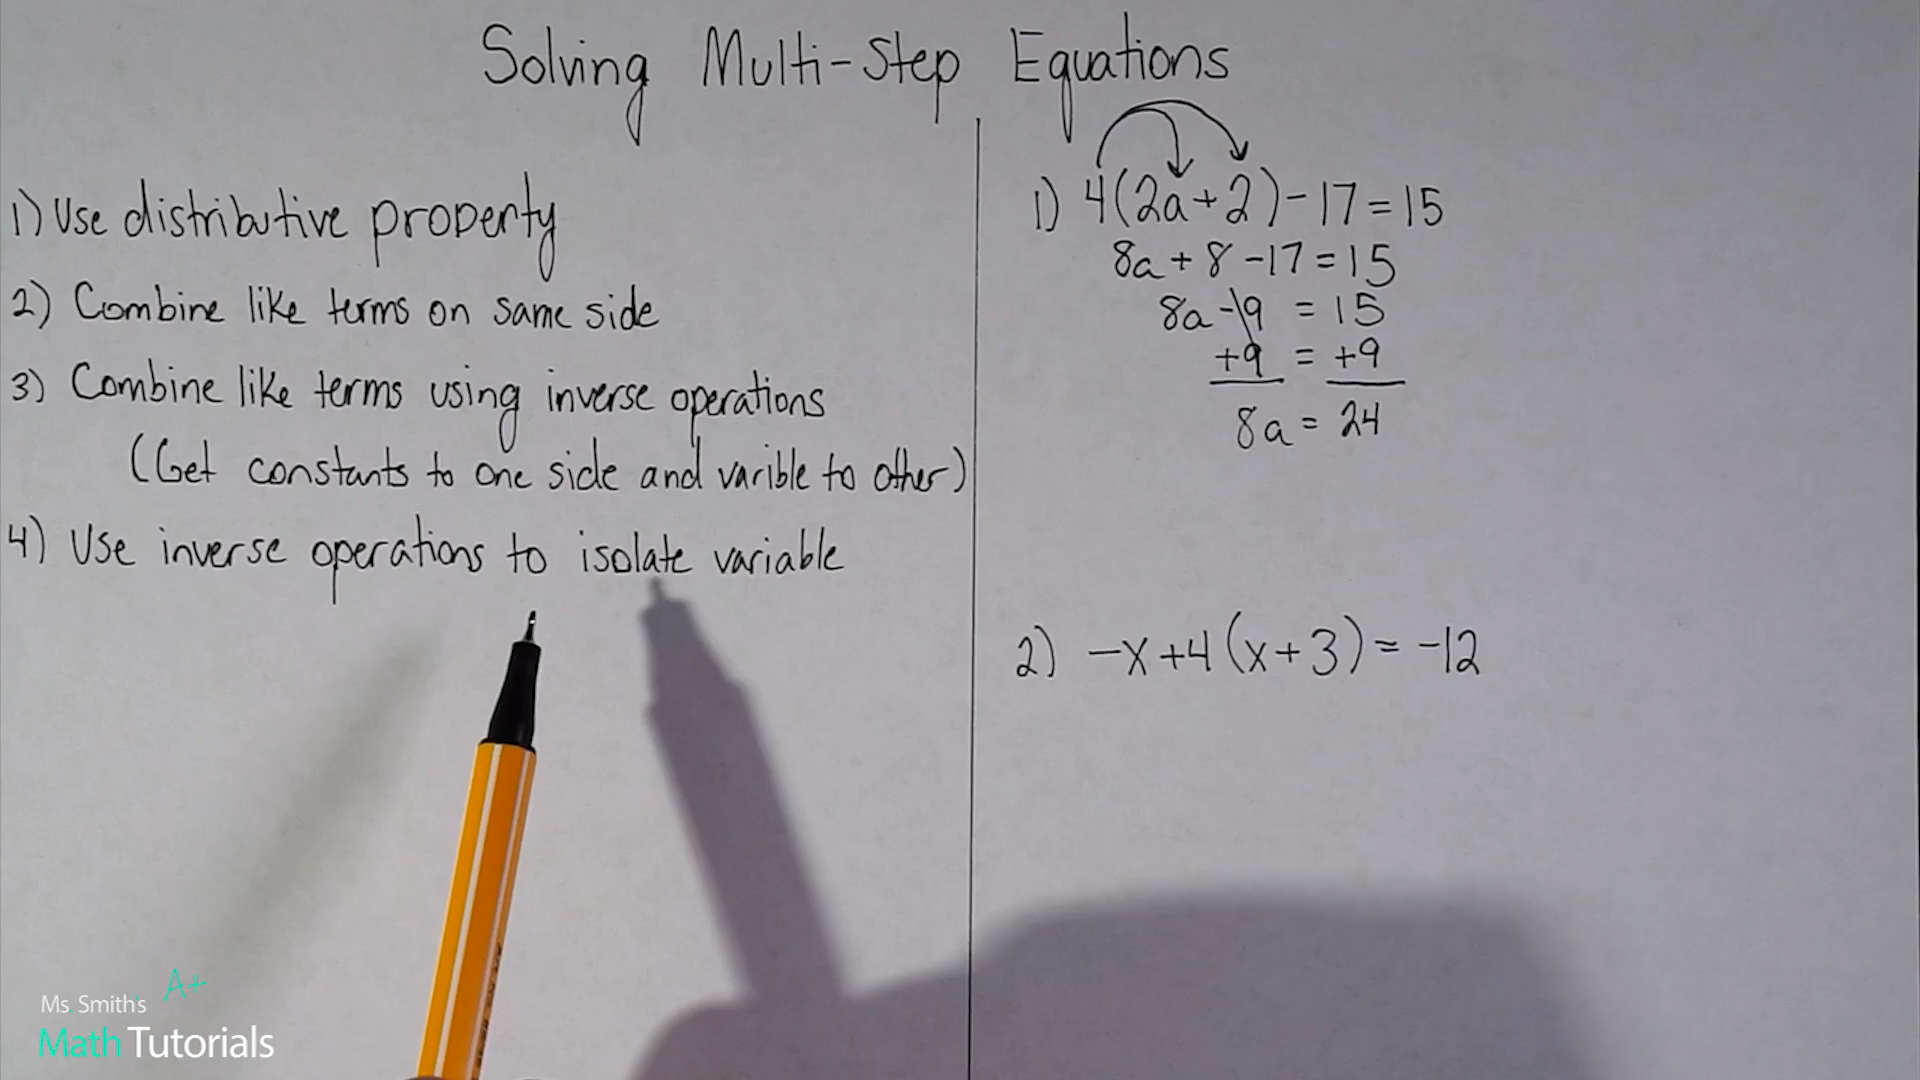 Solving Multi-Step Equations
1) Use distributive property
2) Combine like terms on same side
3) Combine like terms using inverse operations
(Get constants to one side and varible to other)
4) Use inverse operations to isolate variable
1) 4(2a+2)-17=15
8a+8-17=15
8a-9 = 15
+9 = +9
8a = 24
2) -x+4(x+3)= -12
A+
Ms. Smith's
Math Tutorials